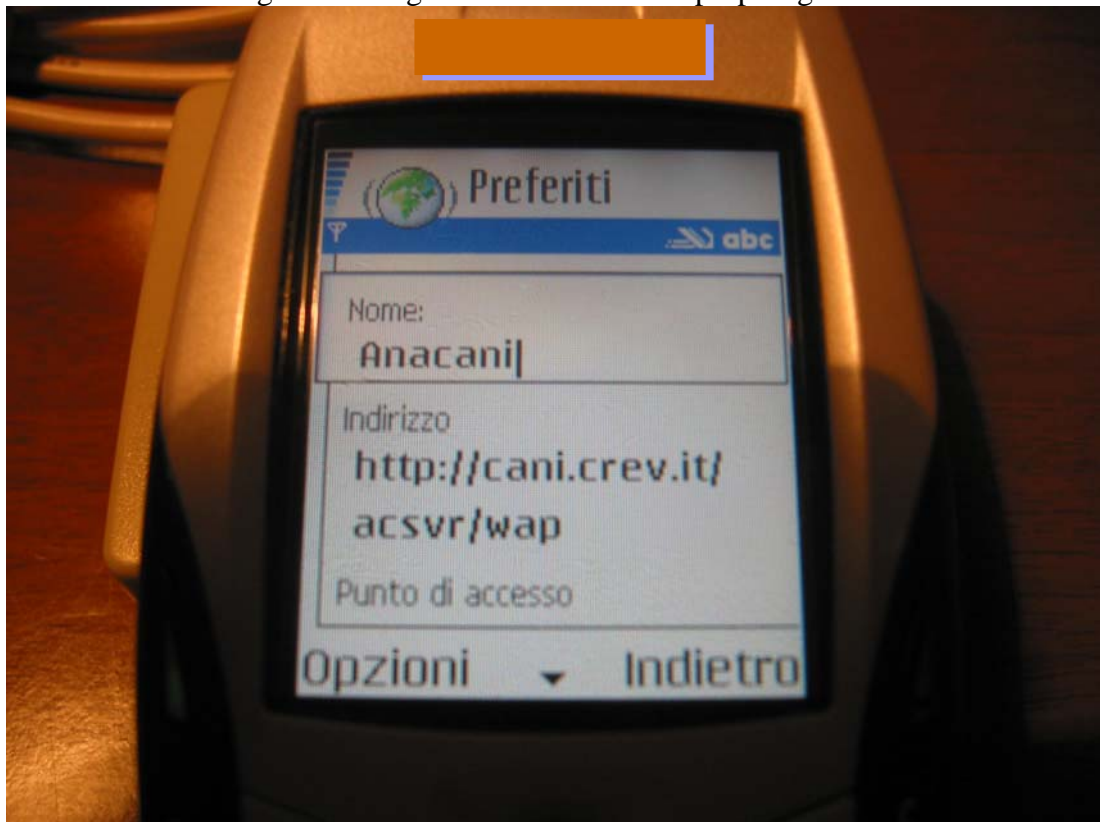 Preferiti
abc
Nome:
Anacani
Indirizzo
http://cani.crev.it/
acsvr/wap
Punto di accesso
Opzioni Indietro